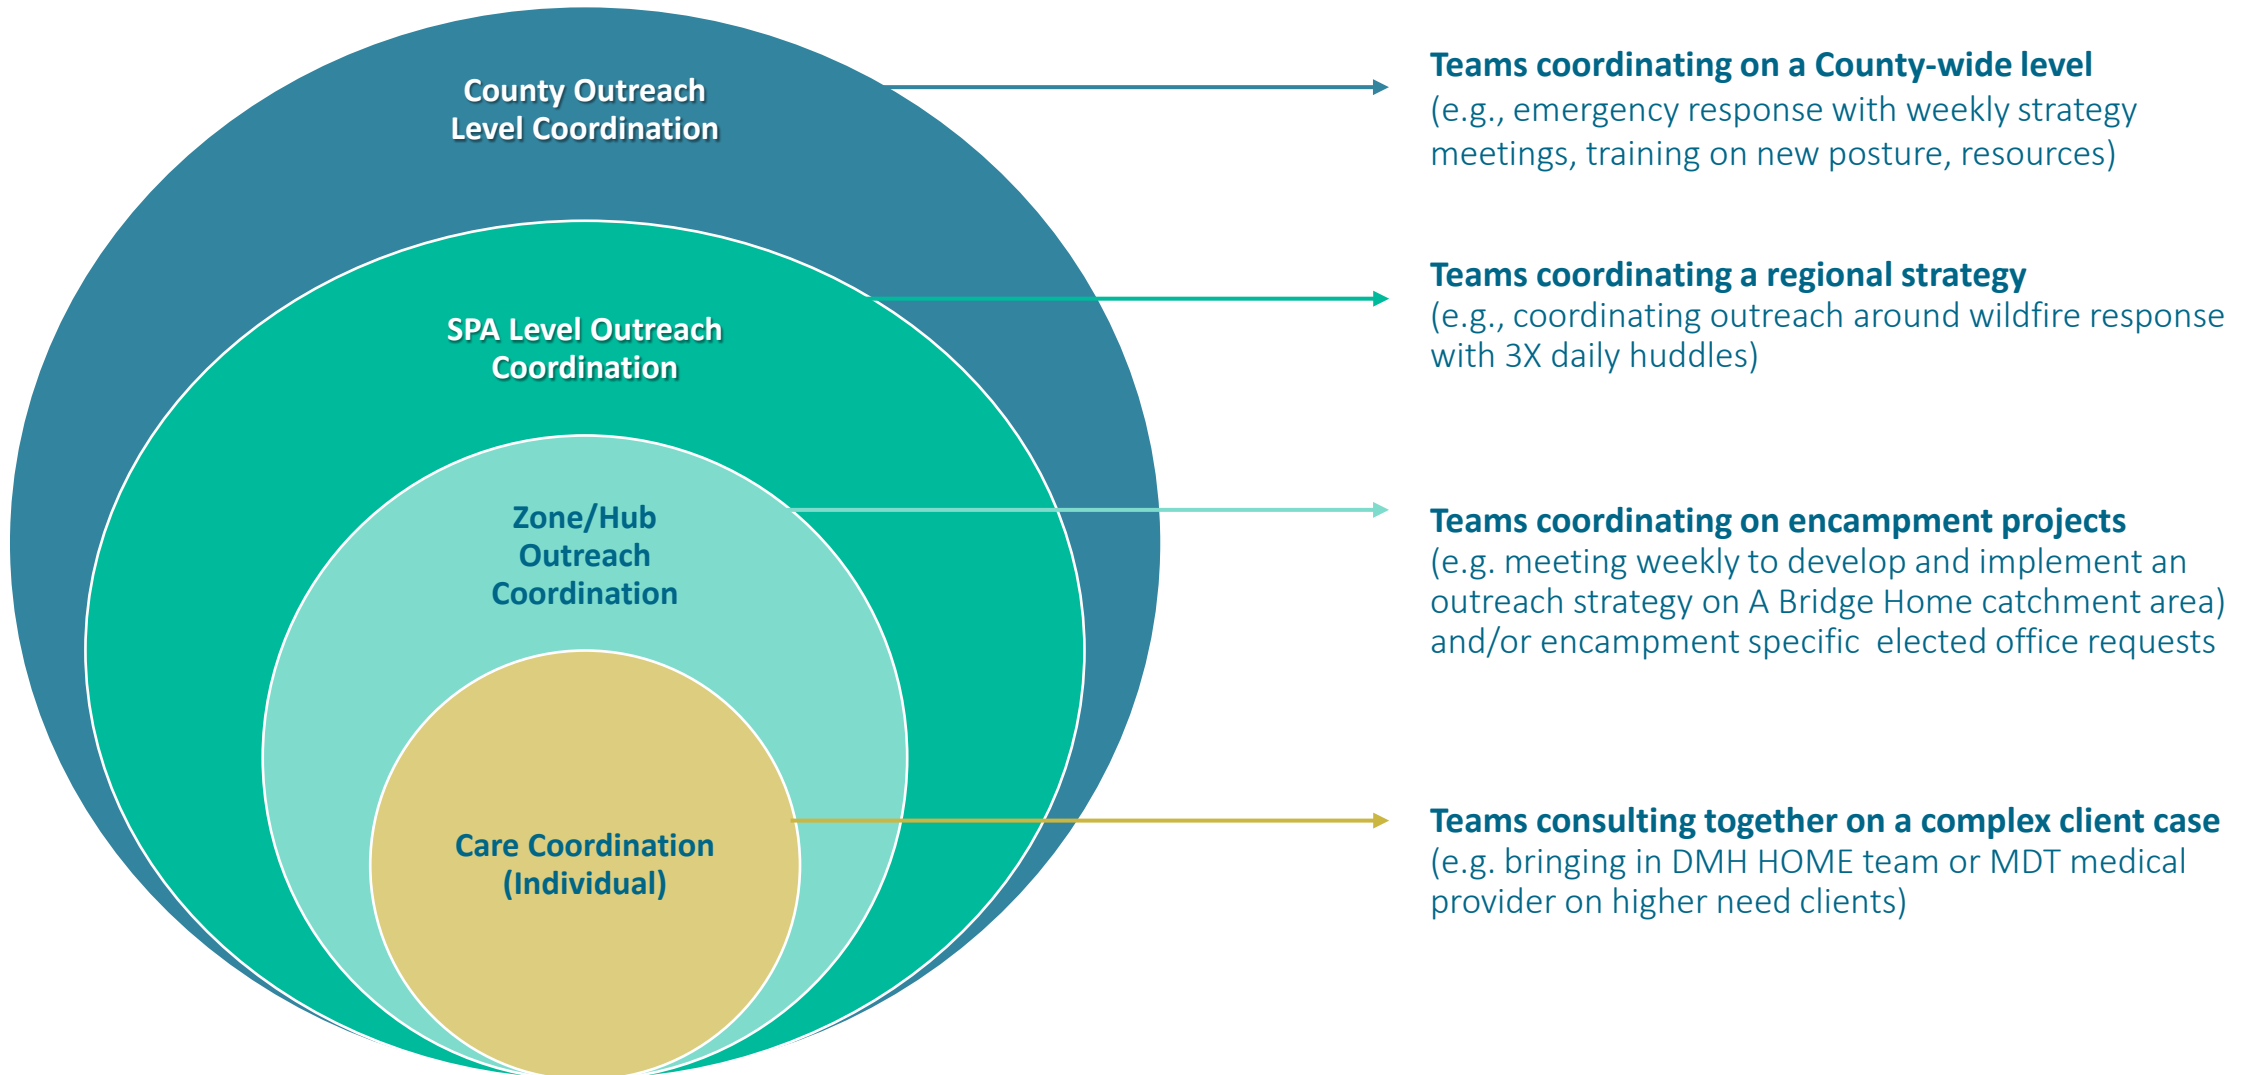 County Outreach
Level Coordination
Teams coordinating on a County-wide level
(e.g., emergency response with weekly strategy
meetings, training on new posture, resources)
SPA Level Outreach
Coordination
Teams coordinating a regional strategy
(e.g., coordinating outreach around wildfire response
with 3X daily huddles)
Zone/Hub
Outreach
Coordination
Teams coordinating on encampment projects
(e.g. meeting weekly to develop and implement an
outreach strategy on A Bridge Home catchment area)
and/or encampment specific  elected office requests
Care Coordination
(Individual)
Teams consulting together on a complex client case
(e.g. bringing in DMH HOME team or MDT medical
provider on higher need clients)